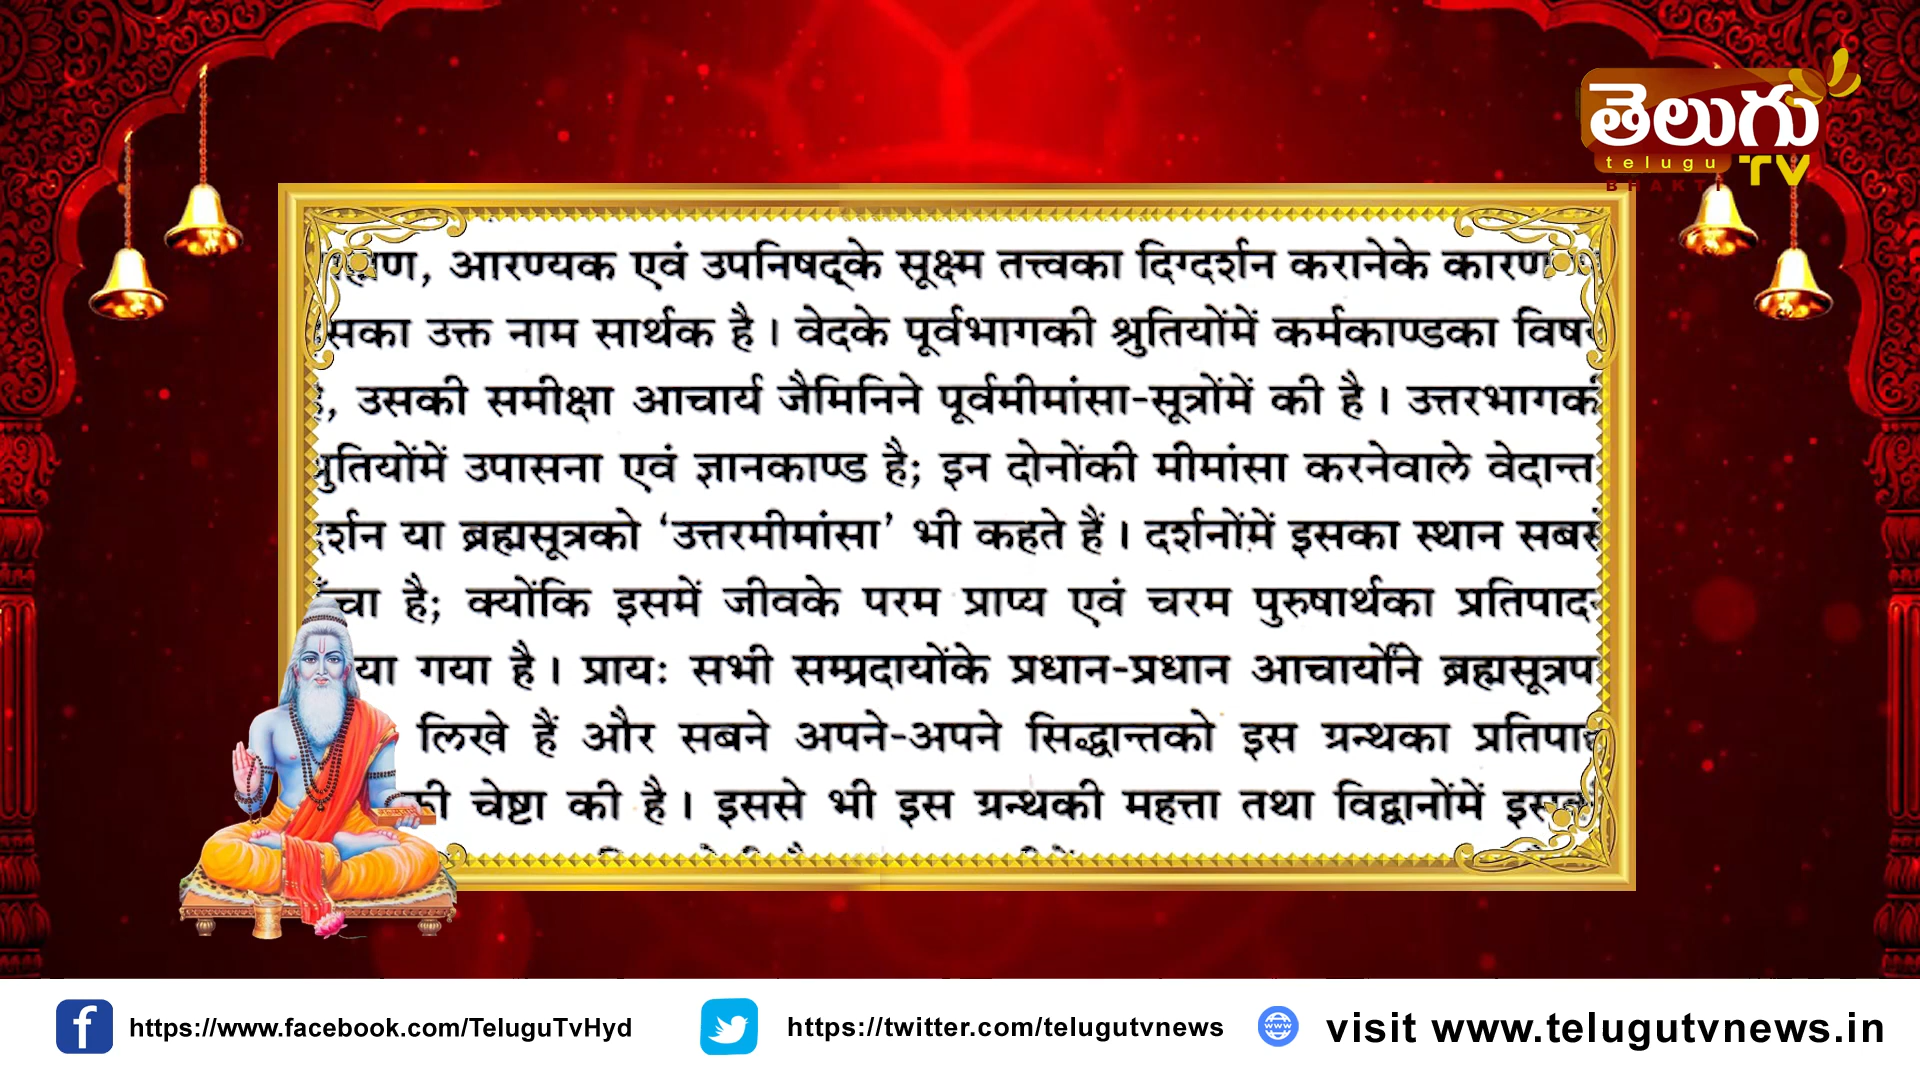 తెలుగు
telugu TV
BHAKTI
आरण्यक एवं उपनिषद्‌के सूक्ष्म तत्त्वका दिग्दर्शन करानेके
उक्त नाम सार्थक है। वेदके पूर्वभागकी श्रुतियोंमें कर्मकाण्डका
उसकी समीक्षा आचार्य जैमिनिने पूर्वमीमांसा-सूत्रोंमें की है।
उपासना एवं ज्ञानकाण्ड है; इन दोनोंकी मीमांसा करनेवाले वेदान्त
या ब्रह्मसूत्रको ‘उत्तरमीमांसा’ भी कहते हैं। दर्शनोंमें इसका स्थान
है; क्योंकि इसमें जीवके परम प्राप्य एवं चरम पुरुषार्थका
गया है। प्रायः सभी सम्प्रदायोंके प्रधान-प्रधान आचार्योंने
लिखे हैं और सबने अपने-अपने सिद्धान्तको इस ग्रन्थका
चेष्टा की है। इससे भी इस ग्रन्थकी महत्ता तथा विद्वानोंमें
https://www.facebook.com/TeluguTvHyd
https://twitter.com/telugutvnews
visit www.telugutvnews.in